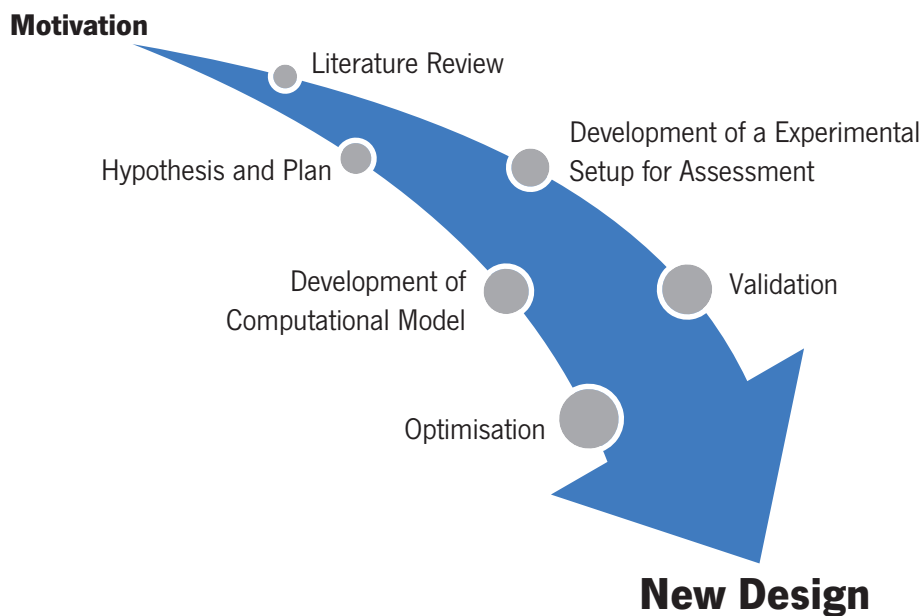 Motivation
Literature Review
Development of a Experimental
Setup for Assessment
Hypothesis and Plan
Development of
Computational Model
Validation
Optimisation
New Design